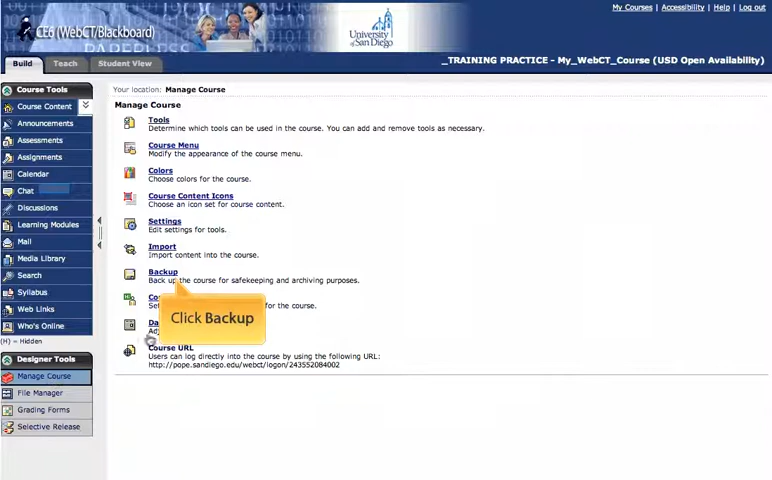 My Courses | Accessibility | Help | Log out
CE6 (WebCT/Blackboard)
PAPERLESS
University of San Diego
Build Teach Student View
_TRAINING PRACTICE - My_WebCT_Course (USD Open Availability)
Course Tools
Course Content
Announcements
Assessments
Assignments
Calendar
Chat
Discussions
Learning Modules
Mail
Media Library
Search
Syllabus
Web Links
Who's Online
(H) = Hidden
Designer Tools
Manage Course
File Manager
Grading Forms
Selective Release
Your location: Manage Course
Manage Course
Tools
Determine which tools can be used in the course. You can add and remove tools as necessary.
Course Menu
Modify the appearance of the course menu.
Colors
Choose colors for the course.
Course Content Icons
Choose an icon set for course content.
Settings
Edit settings for tools.
Import
Import content into the course.
Backup
Back up the course for safekeeping and archiving purposes.
for the course.
Click Backup
Course URL
Users can log directly into the course by using the following URL:
http://pope.sandiego.edu/webct/logon/243552084002